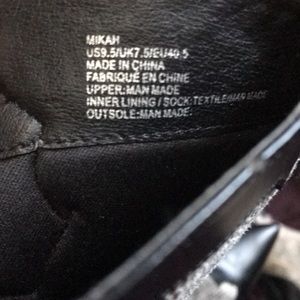 MIKAH
US9.5/UK7.5/EU40.5
MADE IN CHINA
FABRIQUÉ EN CHINE
UPPER:MAN MADE
INNER LINING / SOCK:TEXTILE/MAN MADE
OUTSOLE:MAN MADE